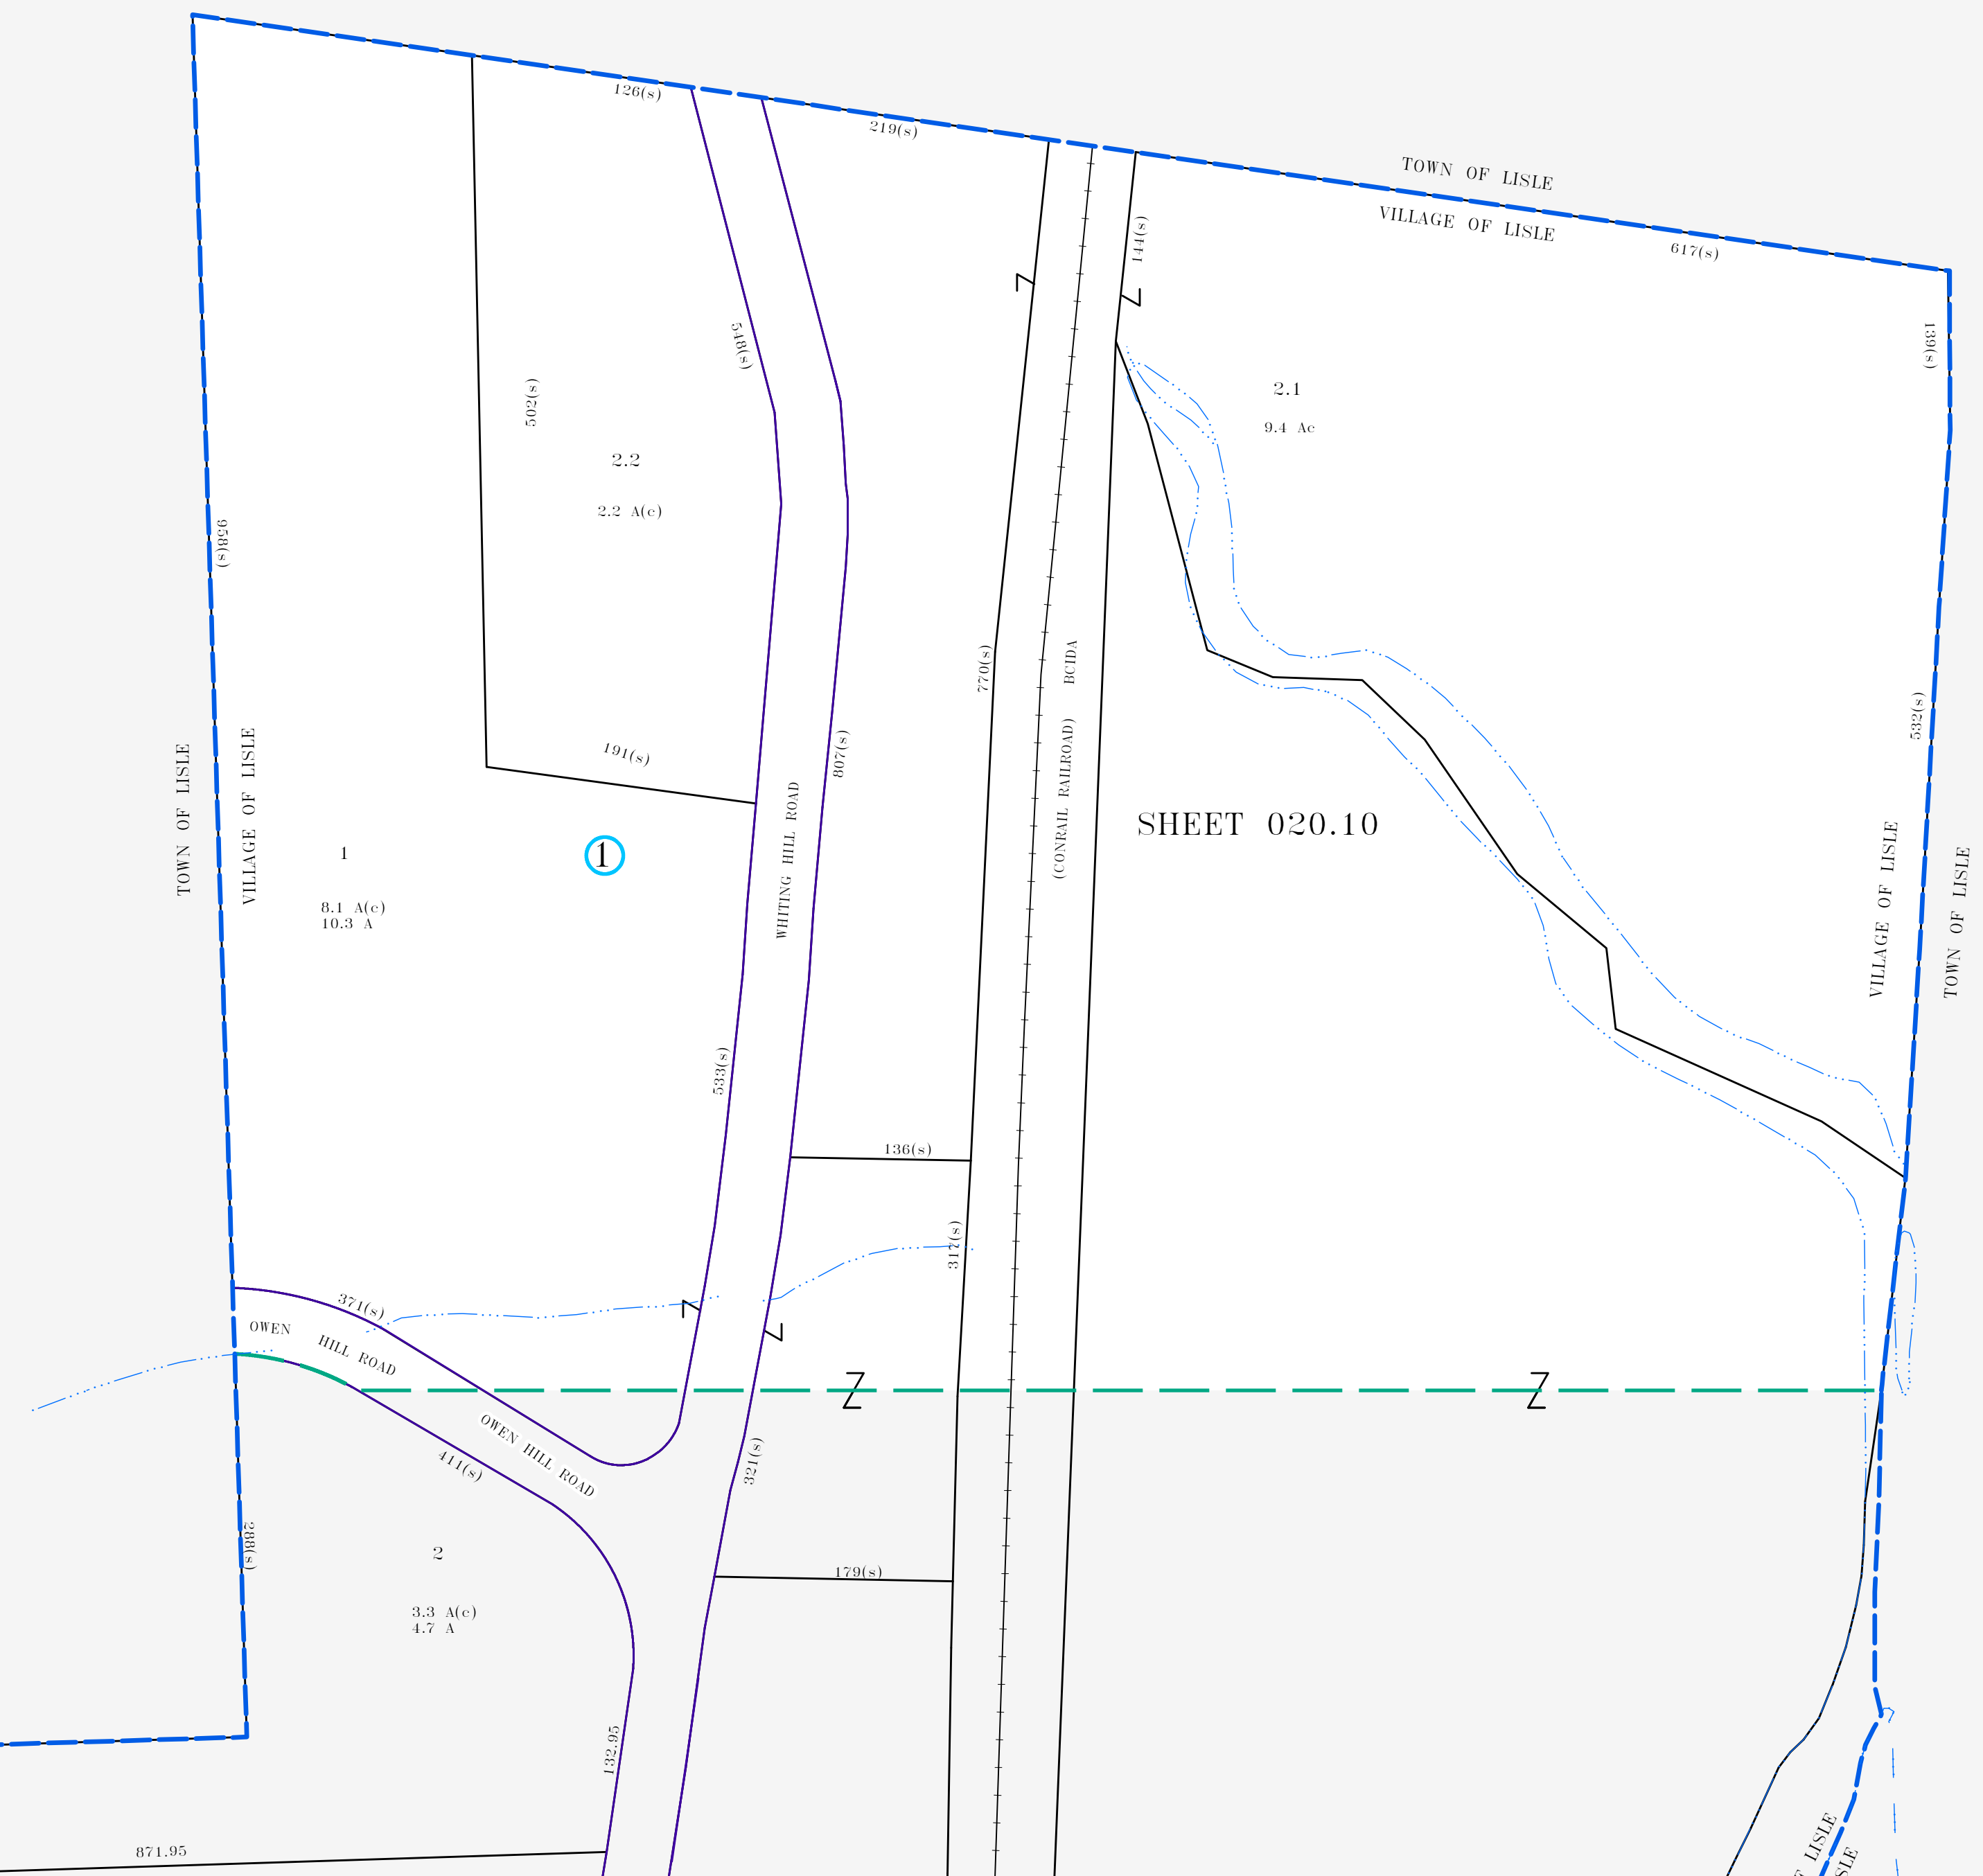 126(s)
219(s)
TOWN OF LISLE
VILLAGE OF LISLE
617(s)
144(s)
139(s)
548(s)
502(s)
2.1
9.4 Ac
2.2
2.2 A(c)
958(s)
770(s)
BCIDA
(CONRAIL RAILROAD)
532(s)
191(s)
807(s)
WHITING HILL ROAD
TOWN OF LISLE
VILLAGE OF LISLE
SHEET 020.10
VILLAGE OF LISLE
TOWN OF LISLE
1
1
8.1 A(c)
10.3 A
533(s)
136(s)
317(s)
371(s)
OWEN HILL ROAD
OWEN HILL ROAD
411(s)
321(s)
288(s)
2
3.3 A(c)
4.7 A
179(s)
132.95
871.95
F LISLE
SLE